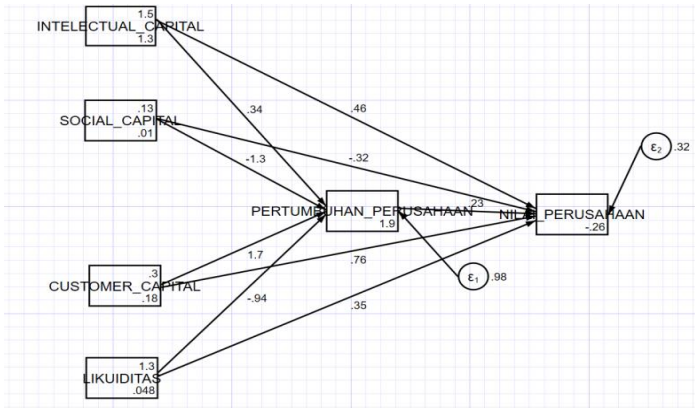 1.5
INTELECTUAL_CAPITAL
1.3
.34
.46
.13
SOCIAL_CAPITAL
.01
-1.3
-.32
ε2 .32
PERTUMBUHAN_PERUSAHAAN
1.9
.23
NILAI_PERUSAHAAN
-.26
.3
CUSTOMER_CAPITAL
.18
1.7
.76
ε1 .98
-.94
.35
1.3
LIKUIDITAS
.048